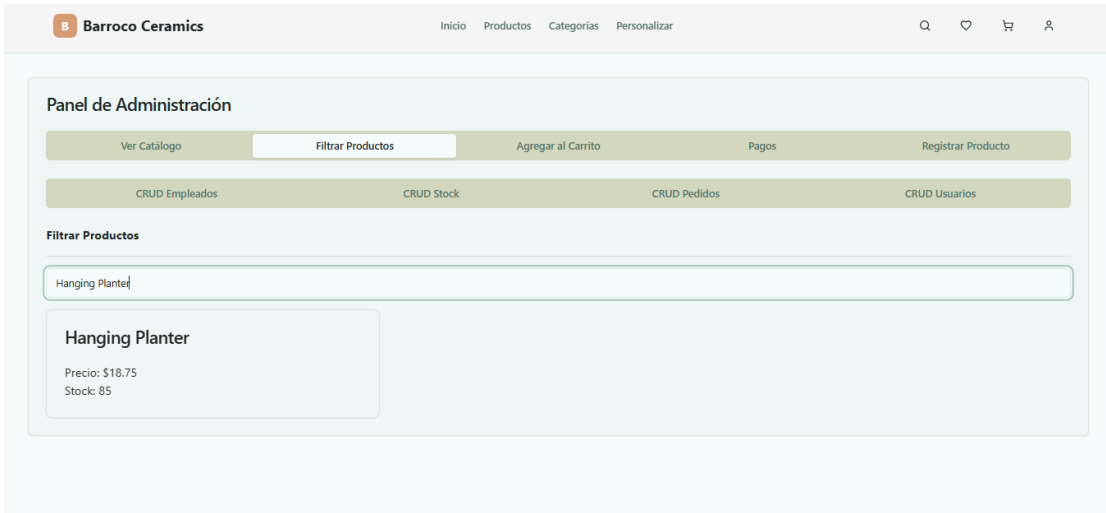 B Barroco Ceramics Inicio Productos Categorías Personalizar
Panel de Administración
Ver Catálogo Filtrar Productos Agregar al Carrito Pagos Registrar Producto
CRUD Empleados CRUD Stock CRUD Pedidos CRUD Usuarios
Filtrar Productos
Hanging Planter
Hanging Planter
Precio: $18.75
Stock: 85